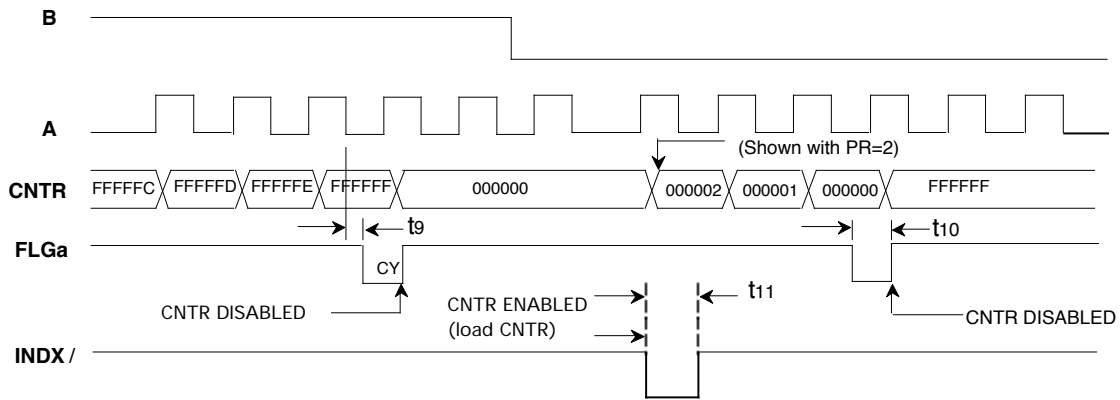 B
A
(Shown with PR=2)
CNTR
FFFFFC FFFFFD FFFFFE FFFFFF 000000 000002 000001 000000 FFFFFF
t9
t10
FLGa
CY
CNTR DISABLED
CNTR ENABLED
(load CNTR)
t11
CNTR DISABLED
INDX /